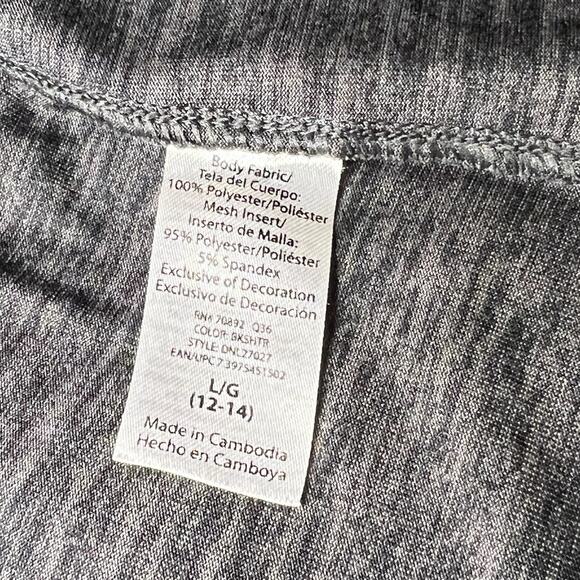 Body Fabric/
Tela del Cuerpo:
100% Polyester/Poliéster
Mesh Insert/
Inserto de Malla:
95% Polyester/Poliéster
5% Spandex
Exclusive of Decoration
Exclusivo de Decoración
RN# 70892 Q36
COLOR: BKSHTR
STYLE: DNL27027
EAN/UPC 7 3975451502
L/G
(12-14)
Made in Cambodia
Hecho en Camboya